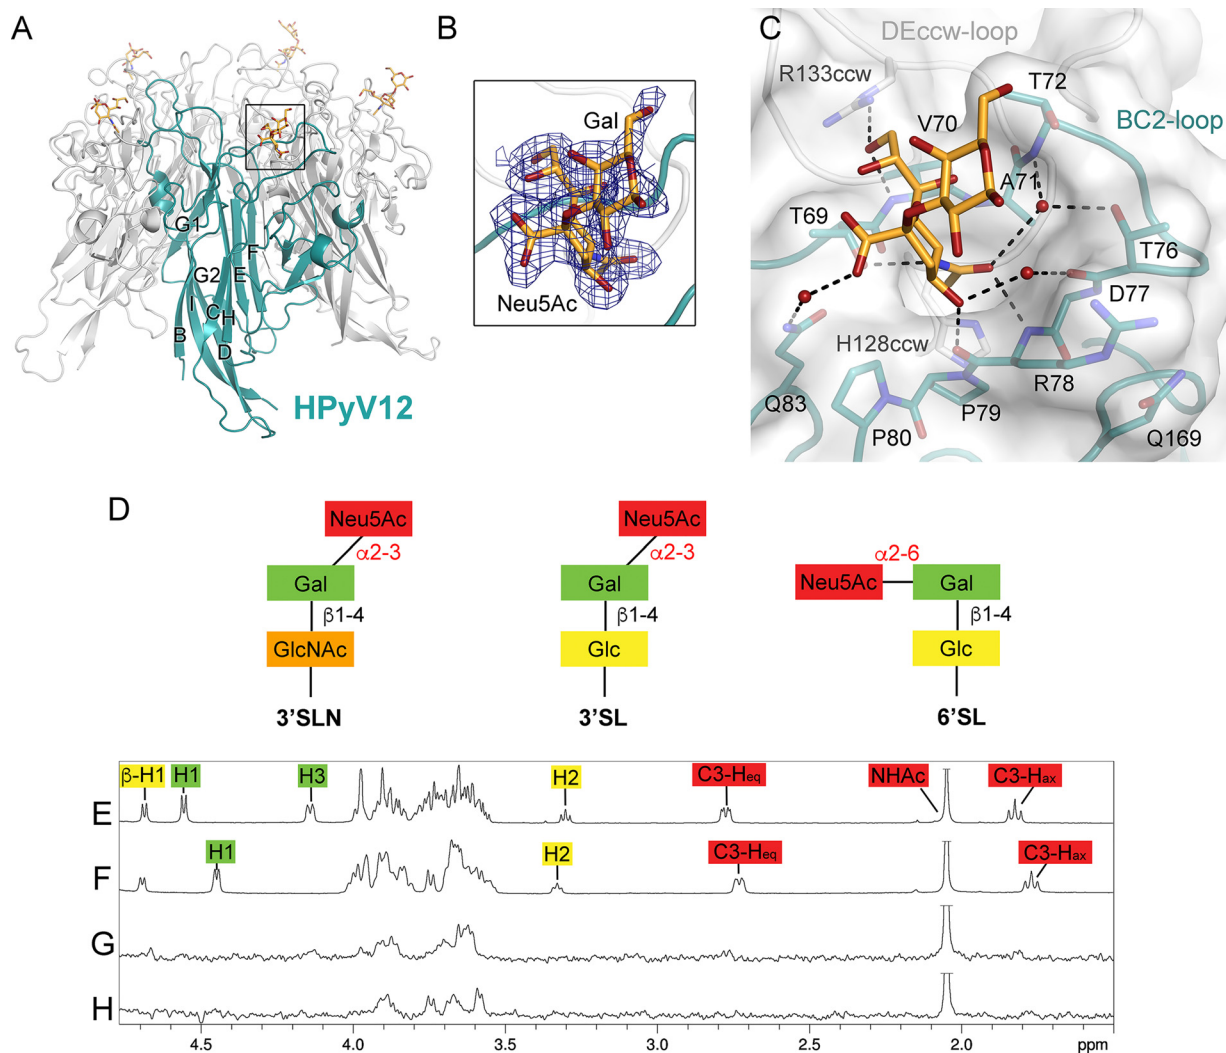 A
G1
F
G2
E
I
C
H
B
D
HPyV12
B
Gal
Neu5Ac
C
DEccw-loop
R133ccw
T72
V70
BC2-loop
A71
T69
T76
D77
H128ccw
R78
Q83
P79
P80
Q169
D
Neu5Ac
α2-3
Gal
β1-4
GlcNAc
3'SLN
Neu5Ac
α2-3
Gal
β1-4
Glc
3'SL
α2-6
Neu5Ac
Gal
β1-4
Glc
6'SL
E
β-H1
H1
H3
H2
C3-Heq
NHAc
C3-Hax
F
H1
H2
C3-Heq
C3-Hax
G
H
4.5
4.0
3.5
3.0
2.5
2.0
ppm